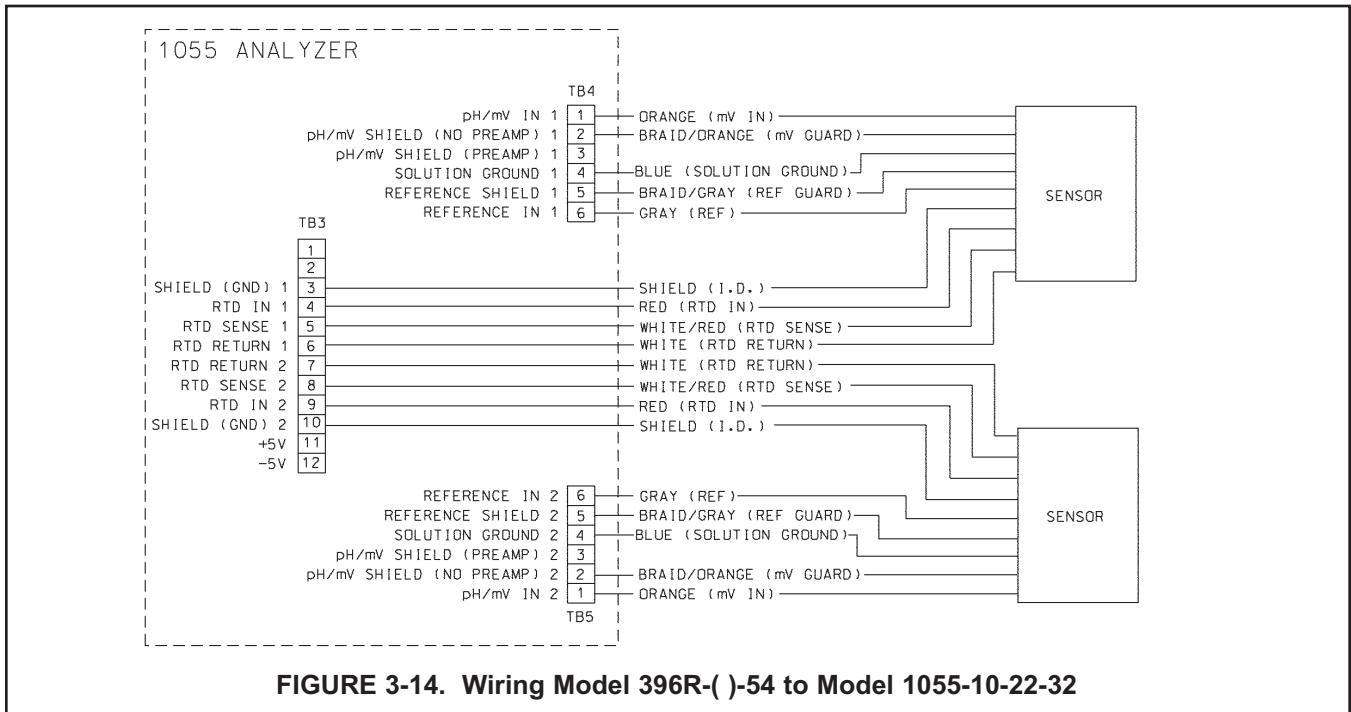 1055 ANALYZER
TB4
pH/mV IN 1 1 ORANGE (mV IN)
pH/mV SHIELD (NO PREAMP) 1 2 BRAID/ORANGE (mV GUARD)
pH/mV SHIELD (PREAMP) 1 3
SOLUTION GROUND 1 4 BLUE (SOLUTION GROUND)
REFERENCE SHIELD 1 5 BRAID/GRAY (REF GUARD)
REFERENCE IN 1 6 GRAY (REF)
SENSOR
TB3
1
2
SHIELD (GND) 1 3 SHIELD (I.D.)
RTD IN 1 4 RED (RTD IN)
RTD SENSE 1 5 WHITE/RED (RTD SENSE)
RTD RETURN 1 6 WHITE (RTD RETURN)
RTD RETURN 2 7 WHITE (RTD RETURN)
RTD SENSE 2 8 WHITE/RED (RTD SENSE)
RTD IN 2 9 RED (RTD IN)
SHIELD (GND) 2 10 SHIELD (I.D.)
+5V 11
-5V 12
REFERENCE IN 2 6 GRAY (REF)
REFERENCE SHIELD 2 5 BRAID/GRAY (REF GUARD)
SOLUTION GROUND 2 4 BLUE (SOLUTION GROUND)
pH/mV SHIELD (PREAMP) 2 3
pH/mV SHIELD (NO PREAMP) 2 2 BRAID/ORANGE (mV GUARD)
pH/mV IN 2 1 ORANGE (mV IN)
TB5
SENSOR
FIGURE 3-14. Wiring Model 396R-( )-54 to Model 1055-10-22-32